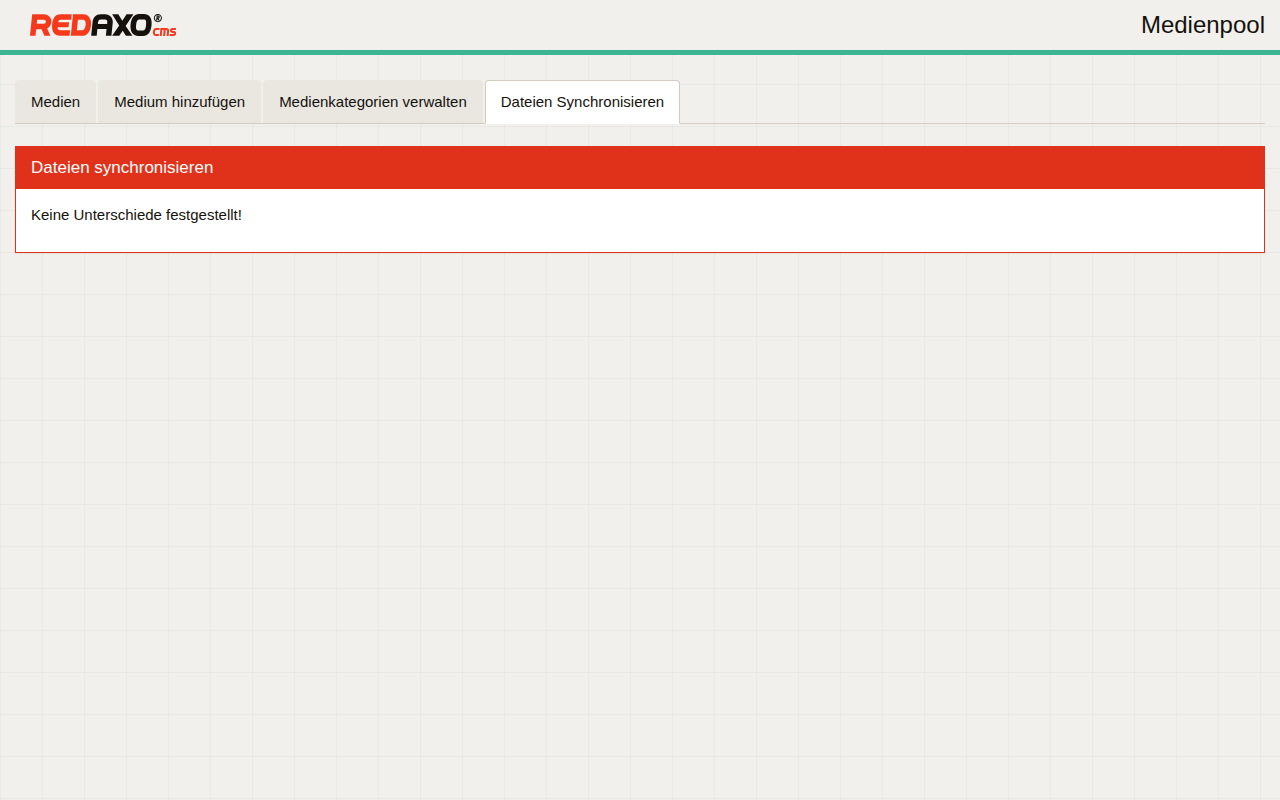 REDAXO® cms
Medienpool
Medien
Medium hinzufügen
Medienkategorien verwalten
Dateien Synchronisieren
Dateien synchronisieren
Keine Unterschiede festgestellt!